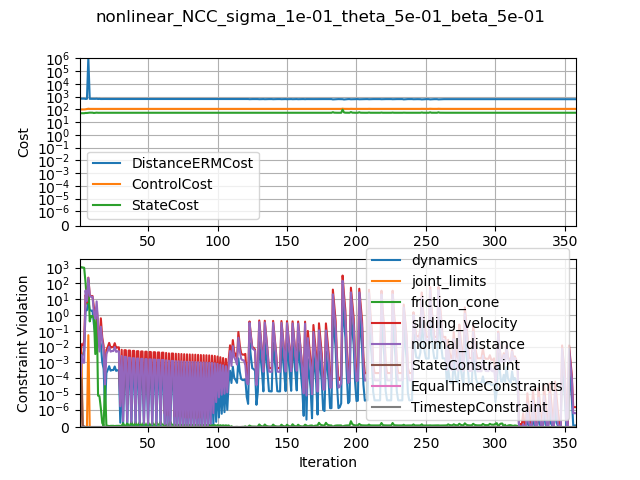 nonlinear_NCC_sigma_1e-01_theta_5e-01_beta_5e-01
Cost
10⁶
10⁵
10⁴
10³
10²
10¹
10⁰
10⁻¹
10⁻²
10⁻³
10⁻⁴
10⁻⁵
10⁻⁶
0
DistanceERMCost
ControlCost
StateCost
50 100 150 200 250 300 350
Constraint Violation
10³
10²
10¹
10⁰
10⁻¹
10⁻²
10⁻³
10⁻⁴
10⁻⁵
10⁻⁶
0
dynamics
joint_limits
friction_cone
sliding_velocity
normal_distance
StateConstraint
EqualTimeConstraints
TimestepConstraint
50 100 150 200 250 300 350
Iteration